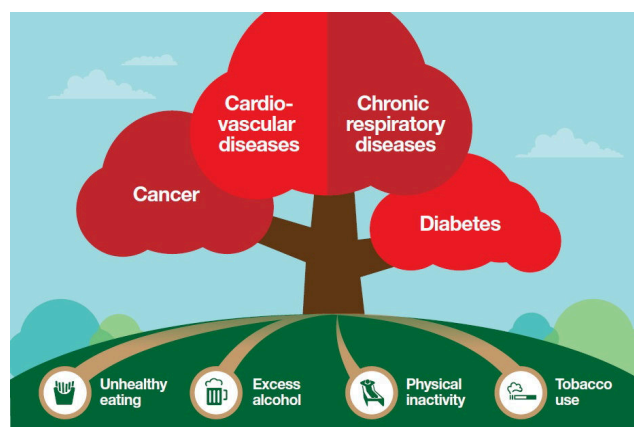 Cardio-
vascular
diseases
Chronic
respiratory
diseases
Cancer
Diabetes
Unhealthy
eating
Excess
alcohol
Physical
inactivity
Tobacco
use